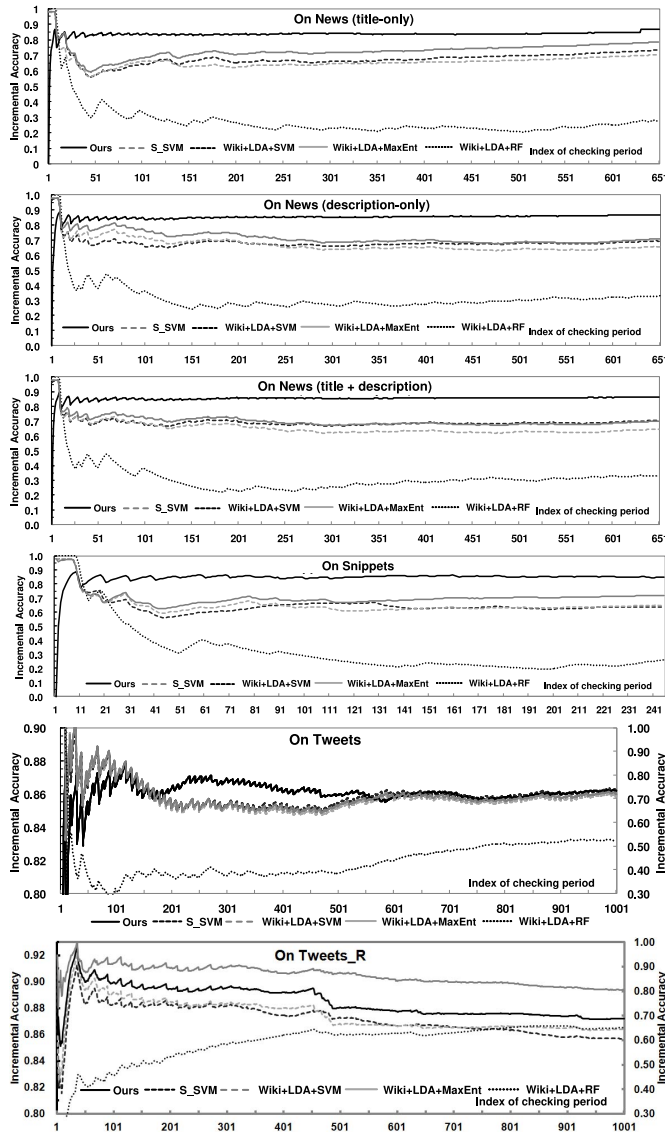 On News (title-only)
Incremental Accuracy
1
0.9
0.8
0.7
0.6
0.5
0.4
0.3
0.2
0.1
0
Ours S_SVM Wiki+LDA+SVM Wiki+LDA+MaxEnt Wiki+LDA+RF Index of checking period
1 51 101 151 201 251 301 351 401 451 501 551 601 651
On News (description-only)
Incremental Accuracy
1.0
0.9
0.8
0.7
0.6
0.5
0.4
0.3
0.2
0.1
0.0
Ours S_SVM Wiki+LDA+SVM Wiki+LDA+MaxEnt Wiki+LDA+RF Index of checking period
1 51 101 151 201 251 301 351 401 451 501 551 601 651
On News (title + description)
Incremental Accuracy
1.0
0.9
0.8
0.7
0.6
0.5
0.4
0.3
0.2
0.1
0.0
Ours S_SVM Wiki+LDA+SVM Wiki+LDA+MaxEnt Wiki+LDA+RF Index of checking period
1 51 101 151 201 251 301 351 401 451 501 551 601 651
On Snippets
Incremental Accuracy
1.0
0.9
0.8
0.7
0.6
0.5
0.4
0.3
0.2
0.1
0.0
Ours S_SVM Wiki+LDA+SVM Wiki+LDA+MaxEnt Wiki+LDA+RF Index of checking period
1 11 21 31 41 51 61 71 81 91 101 111 121 131 141 151 161 171 181 191 201 211 221 231 241
On Tweets
Incremental Accuracy
0.90
0.88
0.86
0.84
0.82
0.80
1.00
0.90
0.80
0.70
0.60
0.50
0.40
0.30
Incremental Accuracy
Index of checking period
1 101 201 301 401 501 601 701 801 901 1001
Ours S_SVM Wiki+LDA+SVM Wiki+LDA+MaxEnt Wiki+LDA+RF
On Tweets_R
Incremental Accuracy
0.92
0.90
0.88
0.86
0.84
0.82
0.80
1.00
0.90
0.80
0.70
0.60
0.50
0.40
0.30
Incremental Accuracy
Ours S_SVM Wiki+LDA+SVM Wiki+LDA+MaxEnt Wiki+LDA+RF
Index of checking period
1 101 201 301 401 501 601 701 801 901 1001